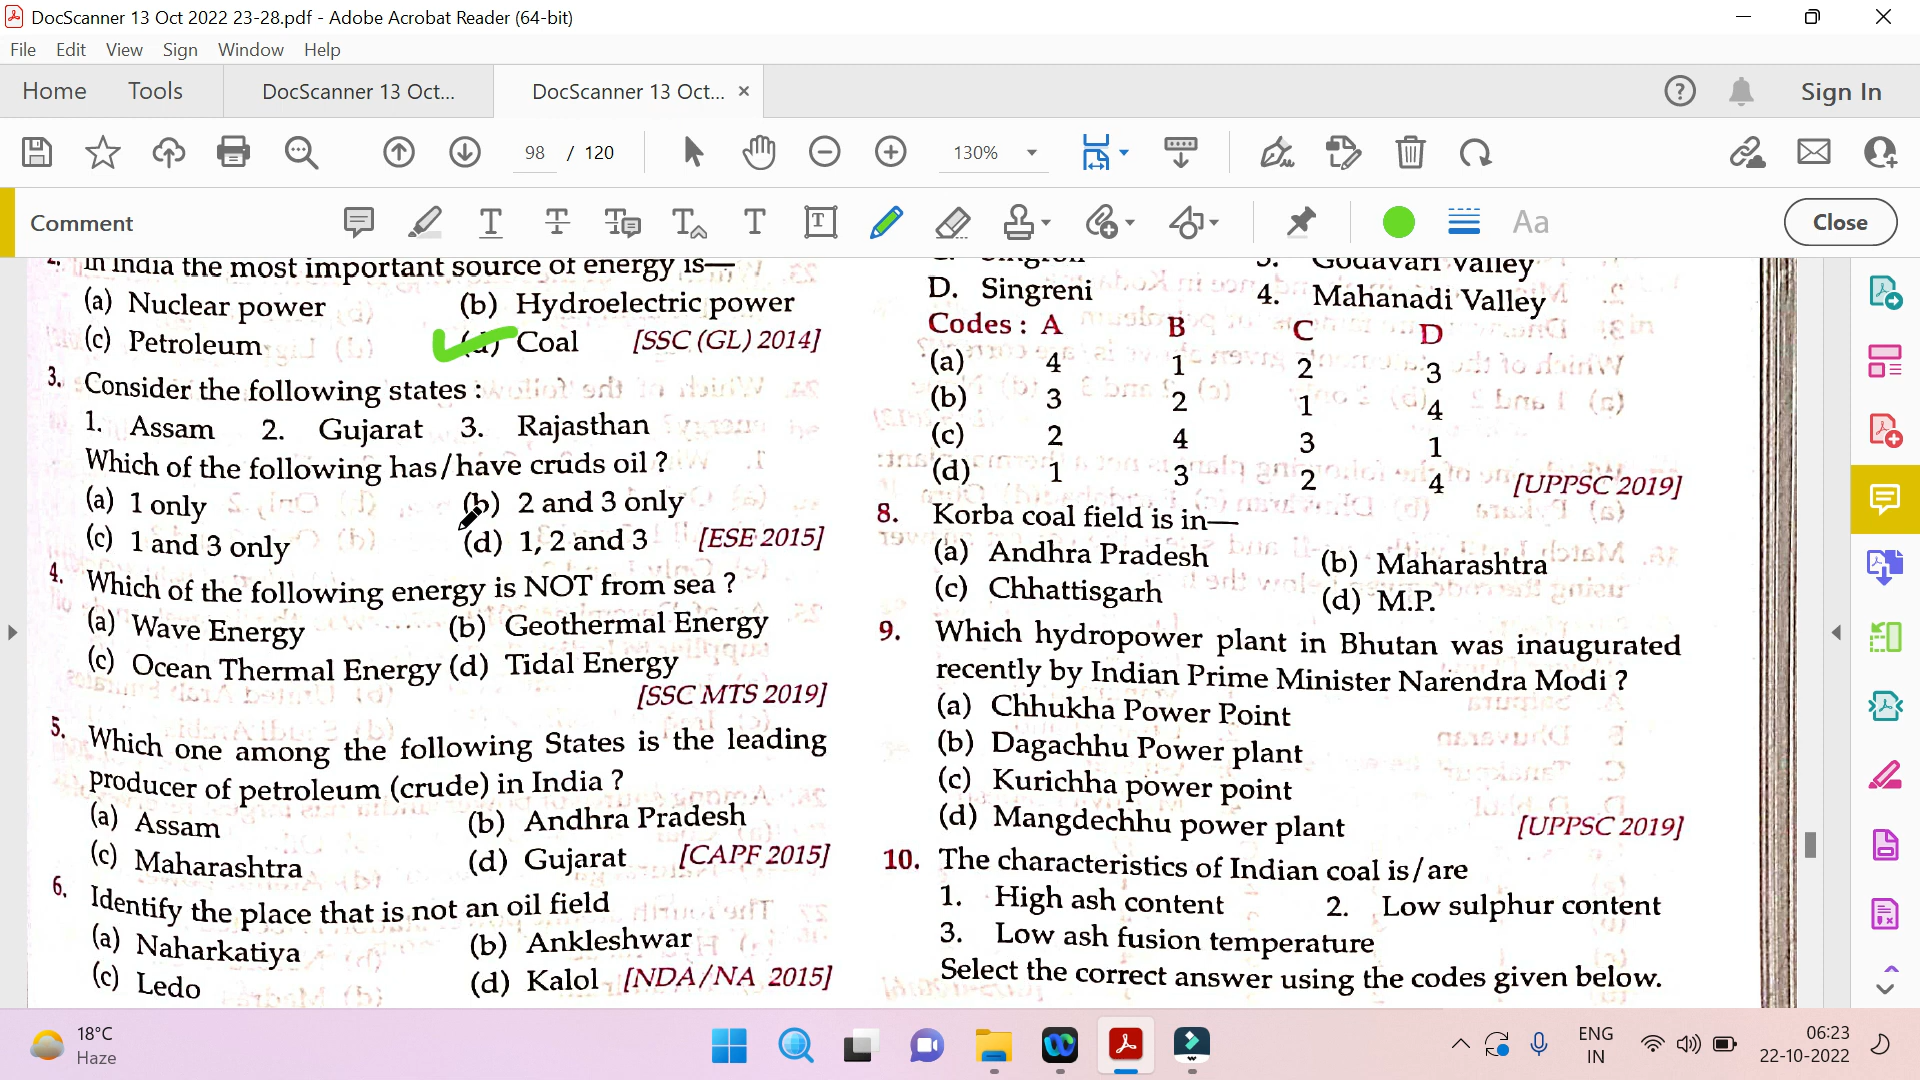 DocScanner 13 Oct 2022 23-28.pdf - Adobe Acrobat Reader (64-bit)
File Edit View Sign Window Help
Home Tools DocScanner 13 Oct... DocScanner 13 Oct... × Sign In
98 / 120 130%
Comment Aa Close
2. In India the most important source of energy is—
(a) Nuclear power (b) Hydroelectric power
(c) Petroleum (d) Coal [SSC (GL) 2014]
3. Consider the following states :
1. Assam 2. Gujarat 3. Rajasthan
Which of the following has/have cruds oil ?
(a) 1 only (b) 2 and 3 only
(c) 1 and 3 only (d) 1, 2 and 3 [ESE 2015]
4. Which of the following energy is NOT from sea ?
(a) Wave Energy (b) Geothermal Energy
(c) Ocean Thermal Energy (d) Tidal Energy
[SSC MTS 2019]
5. Which one among the following States is the leading
producer of petroleum (crude) in India ?
(a) Assam (b) Andhra Pradesh
(c) Maharashtra (d) Gujarat [CAPF 2015]
6. Identify the place that is not an oil field
(a) Naharkatiya (b) Ankleshwar
(c) Ledo (d) Kalol [NDA/NA 2015]
3. Godavari Valley
D. Singreni 4. Mahanadi Valley
Codes : A B C D
(a) 4 1 2 3
(b) 3 2 1 4
(c) 2 4 3 1
(d) 1 3 2 4 [UPPSC 2019]
8. Korba coal field is in—
(a) Andhra Pradesh (b) Maharashtra
(c) Chhattisgarh (d) M.P.
9. Which hydropower plant in Bhutan was inaugurated
recently by Indian Prime Minister Narendra Modi ?
(a) Chhukha Power Point
(b) Dagachhu Power plant
(c) Kurichha power point
(d) Mangdechhu power plant [UPPSC 2019]
10. The characteristics of Indian coal is/are
1. High ash content 2. Low sulphur content
3. Low ash fusion temperature
Select the correct answer using the codes given below.
18°C
Haze
ENG
IN
06:23
22-10-2022